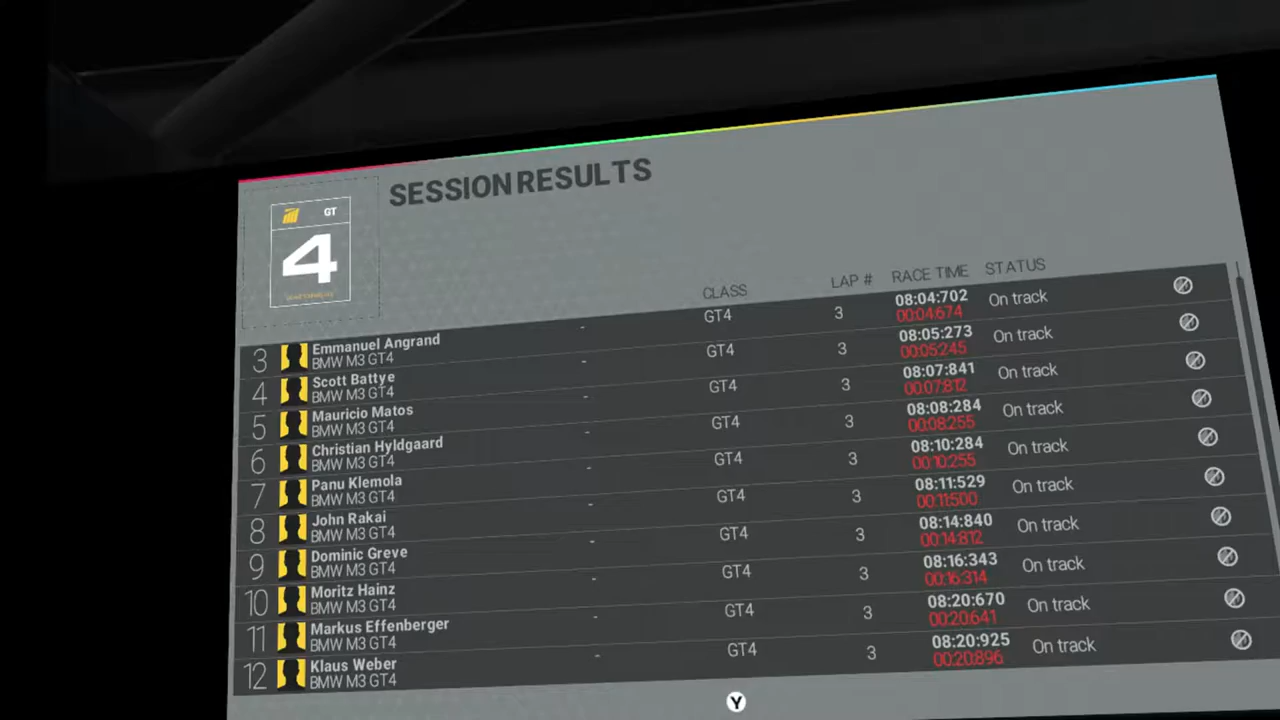 SESSION RESULTS
GT
4
CLASS LAP # RACE TIME STATUS
3 Emmanuel Angrand - GT4 3 08:04:702 On track
BMW M3 GT4 00:04:674
4 Scott Battye - GT4 3 08:05:273 On track
BMW M3 GT4 00:05:245
5 Mauricio Matos - GT4 3 08:07:841 On track
BMW M3 GT4 00:07:812
6 Christian Hyldgaard - GT4 3 08:08:284 On track
BMW M3 GT4 00:08:255
7 Panu Klemola - GT4 3 08:10:284 On track
BMW M3 GT4 00:10:255
8 John Rakai - GT4 3 08:11:529 On track
BMW M3 GT4 00:11:500
9 Dominic Greve - GT4 3 08:14:840 On track
BMW M3 GT4 00:14:812
10 Moritz Hainz - GT4 3 08:16:343 On track
BMW M3 GT4 00:16:314
11 Markus Effenberger - GT4 3 08:20:670 On track
BMW M3 GT4 00:20:641
12 Klaus Weber - GT4 3 08:20:925 On track
BMW M3 GT4 00:20:896
Y